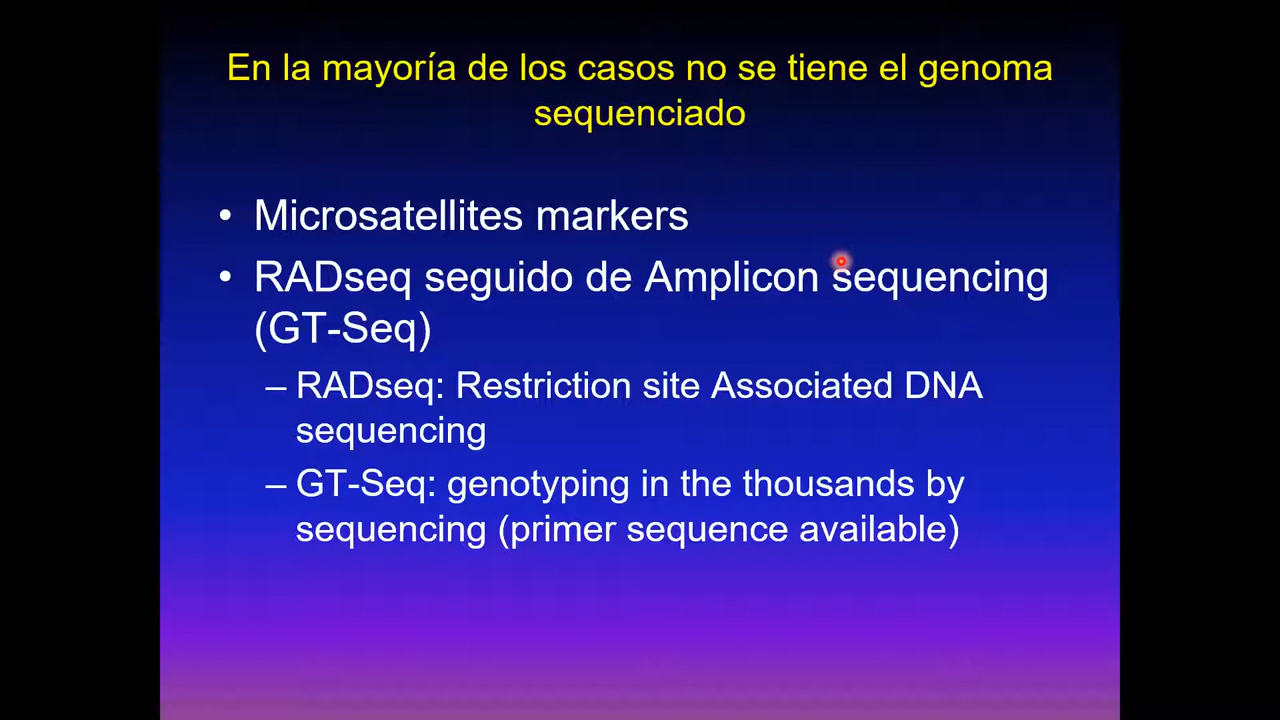 En la mayoría de los casos no se tiene el genoma
sequenciado
• Microsatellites markers
• RADseq seguido de Amplicon sequencing
(GT-Seq)
– RADseq: Restriction site Associated DNA
sequencing
– GT-Seq: genotyping in the thousands by
sequencing (primer sequence available)